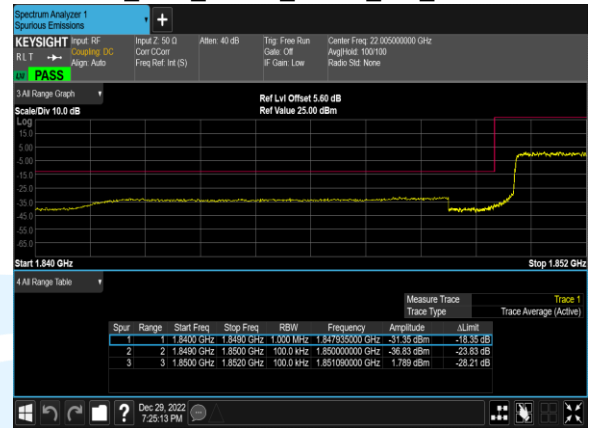 Spectrum Analyzer 1
Spurious Emissions
KEYSIGHT Input: RF Input Z: 50 Ω Atten: 40 dB Trig: Free Run Center Freq: 22.005000000 GHz
R L T Coupling: DC Corr CCorr Gate: Off Avg|Hold: 100/100
Align: Auto Freq Ref: Int (S) IF Gain: Low Radio Std: None
PASS
3 All Range Graph
Ref Lvl Offset 5.60 dB
Scale/Div 10.0 dB Ref Value 25.00 dBm
Log
15.0
5.00
-5.00
-15.0
-25.0
-35.0
-45.0
-55.0
-65.0
Start 1.840 GHz Stop 1.852 GHz
4 All Range Table
Measure Trace Trace 1
Trace Type Trace Average (Active)
Spur Range Start Freq Stop Freq RBW Frequency Amplitude ΔLimit
1 1 1.8400 GHz 1.8490 GHz 1.000 MHz 1.847935000 GHz -31.35 dBm -18.35 dB
2 2 1.8490 GHz 1.8500 GHz 100.0 kHz 1.850000000 GHz -36.83 dBm -23.83 dB
3 3 1.8500 GHz 1.8520 GHz 100.0 kHz 1.851090000 GHz 1.789 dBm -28.21 dB
Dec 29, 2022
7:25:13 PM